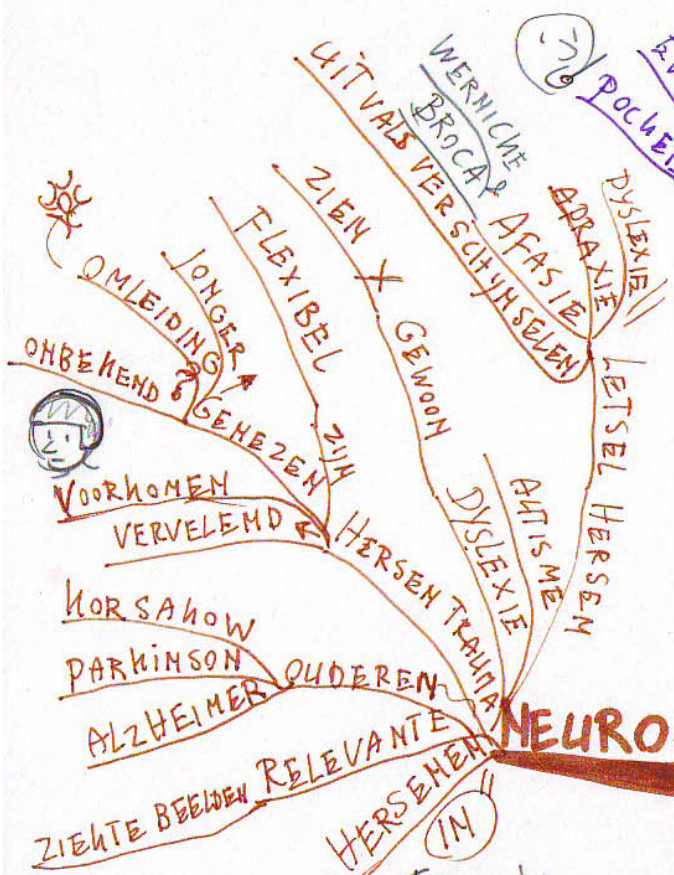 UITVALS VERSCHIJNSELEN
WERNICKE
BROCA
AFASIE
APRAXIE
DYSLEXIE
LETSEL HERSEN
ZIEN X GEWOON
DYSLEXIE
AUTISME
FLEXIBEL ZIJN
JONGER
OMLEIDING
ONBEKEND
GENEZEN
VOORKOMEN
VERVELEND
HERSEN TRAUMA
KORSAKOW
PARKINSON
ALZHEIMER
OUDEREN
RELEVANTE
ZIEKTE BEELDEN
HERSENEN
IN
NEURO